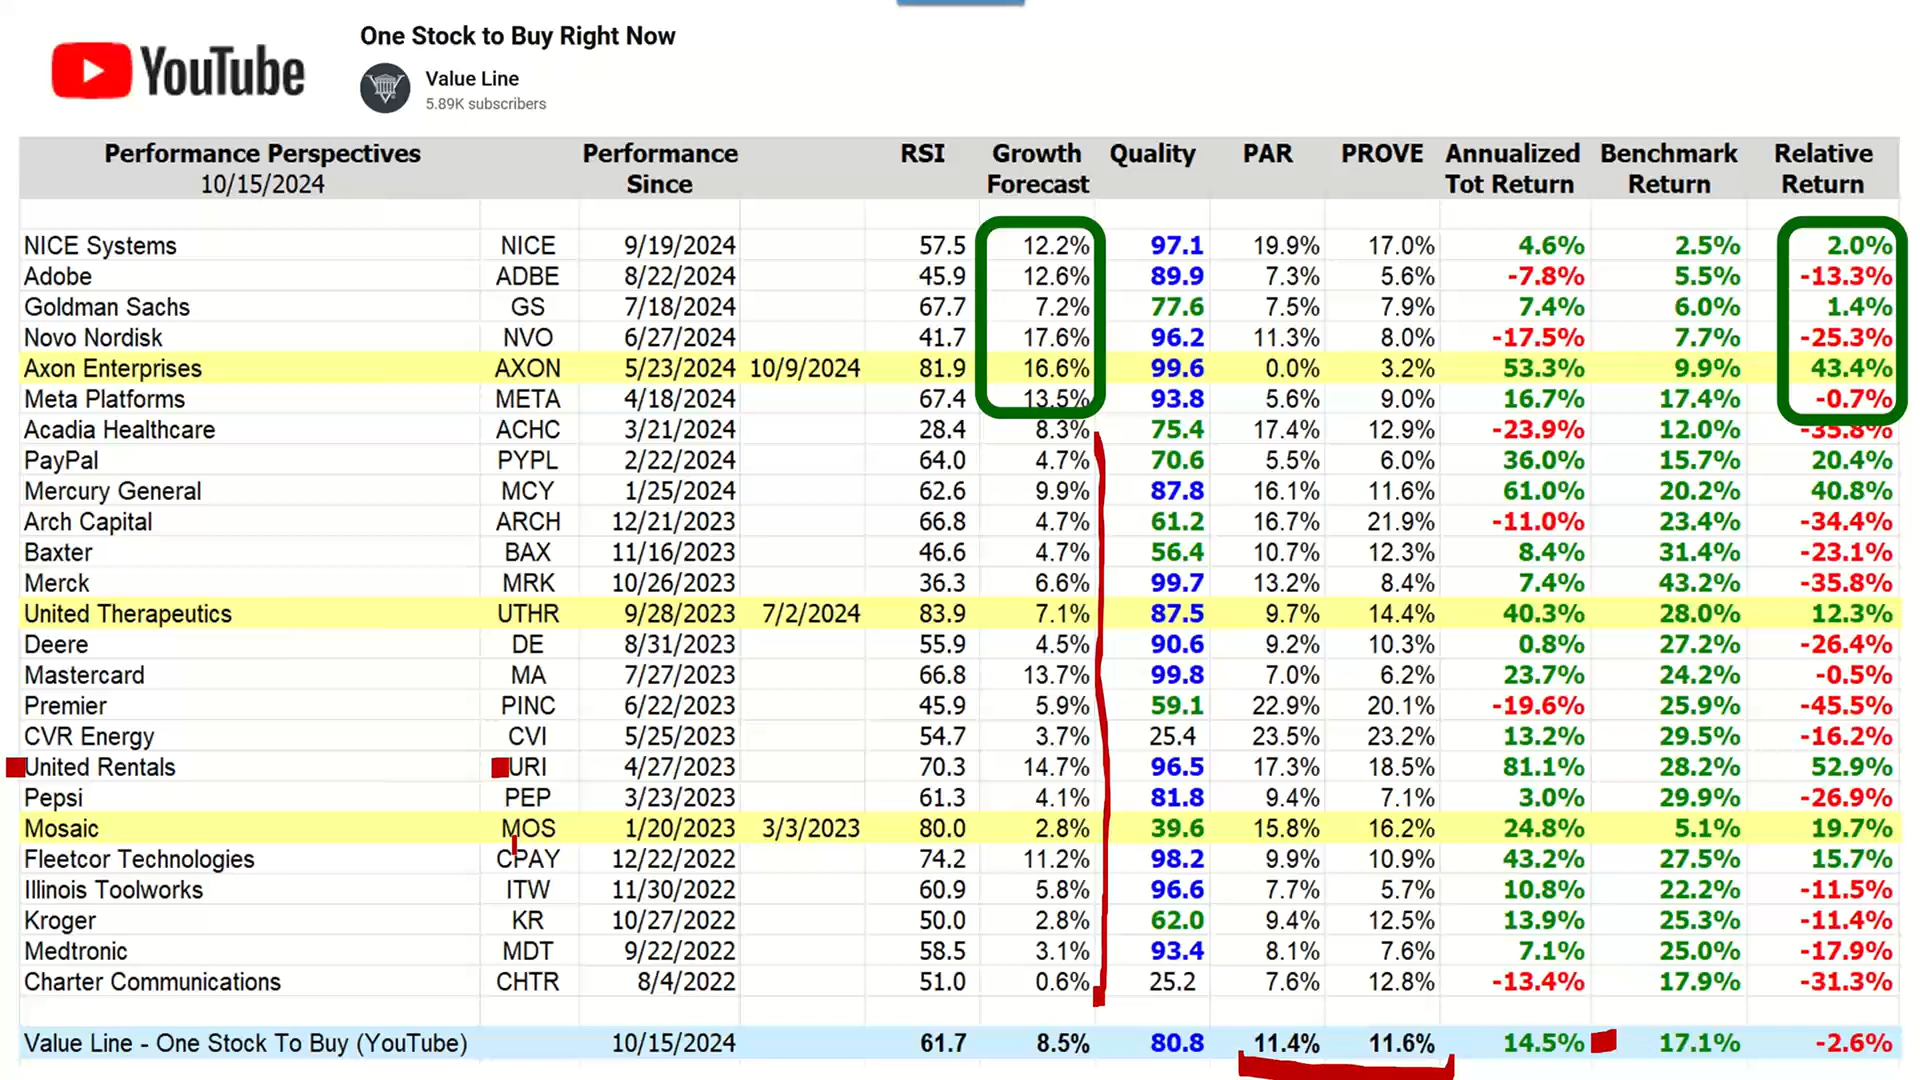 YouTube
One Stock to Buy Right Now
Value Line
5.89K subscribers
Performance Perspectives Performance RSI Growth Quality PAR PROVE Annualized Benchmark Relative
10/15/2024 Since Forecast Tot Return Return Return
NICE Systems NICE 9/19/2024 57.5 12.2% 97.1 19.9% 17.0% 4.6% 2.5% 2.0%
Adobe ADBE 8/22/2024 45.9 12.6% 89.9 7.3% 5.6% -7.8% 5.5% -13.3%
Goldman Sachs GS 7/18/2024 67.7 7.2% 77.6 7.5% 7.9% 7.4% 6.0% 1.4%
Novo Nordisk NVO 6/27/2024 41.7 17.6% 96.2 11.3% 8.0% -17.5% 7.7% -25.3%
Axon Enterprises AXON 5/23/2024 10/9/2024 81.9 16.6% 99.6 0.0% 3.2% 53.3% 9.9% 43.4%
Meta Platforms META 4/18/2024 67.4 13.5% 93.8 5.6% 9.0% 16.7% 17.4% -0.7%
Acadia Healthcare ACHC 3/21/2024 28.4 8.3% 75.4 17.4% 12.9% -23.9% 12.0% -35.8%
PayPal PYPL 2/22/2024 64.0 4.7% 70.6 5.5% 6.0% 36.0% 15.7% 20.4%
Mercury General MCY 1/25/2024 62.6 9.9% 87.8 16.1% 11.6% 61.0% 20.2% 40.8%
Arch Capital ARCH 12/21/2023 66.8 4.7% 61.2 16.7% 21.9% -11.0% 23.4% -34.4%
Baxter BAX 11/16/2023 46.6 4.7% 56.4 10.7% 12.3% 8.4% 31.4% -23.1%
Merck MRK 10/26/2023 36.3 6.6% 99.7 13.2% 8.4% 7.4% 43.2% -35.8%
United Therapeutics UTHR 9/28/2023 7/2/2024 83.9 7.1% 87.5 9.7% 14.4% 40.3% 28.0% 12.3%
Deere DE 8/31/2023 55.9 4.5% 90.6 9.2% 10.3% 0.8% 27.2% -26.4%
Mastercard MA 7/27/2023 66.8 13.7% 99.8 7.0% 6.2% 23.7% 24.2% -0.5%
Premier PINC 6/22/2023 45.9 5.9% 59.1 22.9% 20.1% -19.6% 25.9% -45.5%
CVR Energy CVI 5/25/2023 54.7 3.7% 25.4 23.5% 23.2% 13.2% 29.5% -16.2%
United Rentals URI 4/27/2023 70.3 14.7% 96.5 17.3% 18.5% 81.1% 28.2% 52.9%
Pepsi PEP 3/23/2023 61.3 4.1% 81.8 9.4% 7.1% 3.0% 29.9% -26.9%
Mosaic MOS 1/20/2023 3/3/2023 80.0 2.8% 39.6 15.8% 16.2% 24.8% 5.1% 19.7%
Fleetcor Technologies CPAY 12/22/2022 74.2 11.2% 98.2 9.9% 10.9% 43.2% 27.5% 15.7%
Illinois Toolworks ITW 11/30/2022 60.9 5.8% 96.6 7.7% 5.7% 10.8% 22.2% -11.5%
Kroger KR 10/27/2022 50.0 2.8% 62.0 9.4% 12.5% 13.9% 25.3% -11.4%
Medtronic MDT 9/22/2022 58.5 3.1% 93.4 8.1% 7.6% 7.1% 25.0% -17.9%
Charter Communications CHTR 8/4/2022 51.0 0.6% 25.2 7.6% 12.8% -13.4% 17.9% -31.3%
Value Line - One Stock To Buy (YouTube) 10/15/2024 61.7 8.5% 80.8 11.4% 11.6% 14.5% 17.1% -2.6%